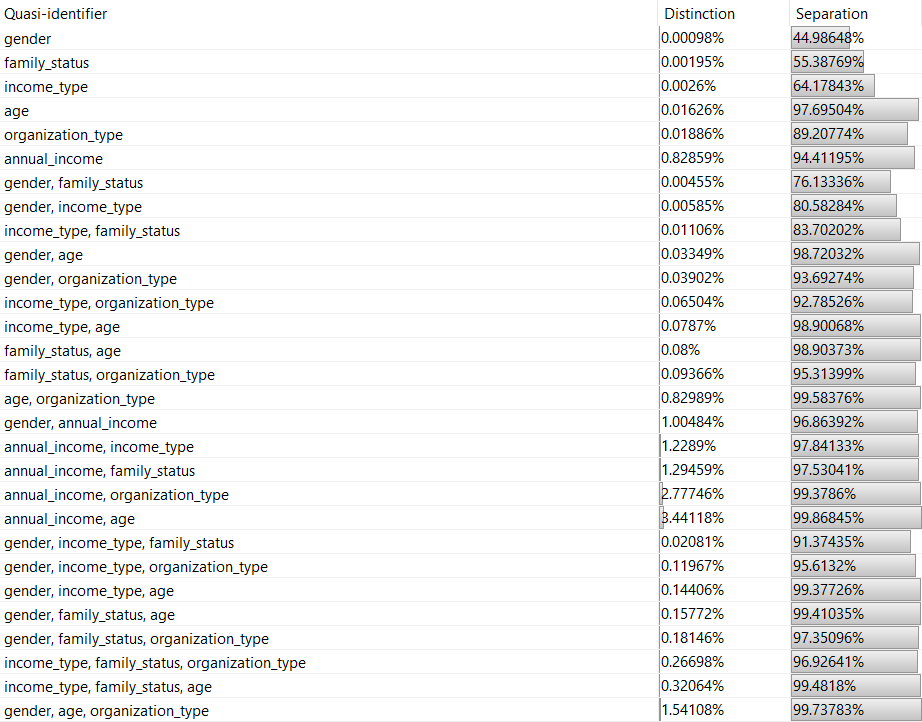 Quasi-identifier Distinction Separation
gender 0.00098% 44.98648%
family_status 0.00195% 55.38769%
income_type 0.0026% 64.17843%
age 0.01626% 97.69504%
organization_type 0.01886% 89.20774%
annual_income 0.82859% 94.41195%
gender, family_status 0.00455% 76.13336%
gender, income_type 0.00585% 80.58284%
income_type, family_status 0.01106% 83.70202%
gender, age 0.03349% 98.72032%
gender, organization_type 0.03902% 93.69274%
income_type, organization_type 0.06504% 92.78526%
income_type, age 0.0787% 98.90068%
family_status, age 0.08% 98.90373%
family_status, organization_type 0.09366% 95.31399%
age, organization_type 0.82989% 99.58376%
gender, annual_income 1.00484% 96.86392%
annual_income, income_type 1.2289% 97.84133%
annual_income, family_status 1.29459% 97.53041%
annual_income, organization_type 2.77746% 99.3786%
annual_income, age 3.44118% 99.86845%
gender, income_type, family_status 0.02081% 91.37435%
gender, income_type, organization_type 0.11967% 95.6132%
gender, income_type, age 0.14406% 99.37726%
gender, family_status, age 0.15772% 99.41035%
gender, family_status, organization_type 0.18146% 97.35096%
income_type, family_status, organization_type 0.26698% 96.92641%
income_type, family_status, age 0.32064% 99.4818%
gender, age, organization_type 1.54108% 99.73783%